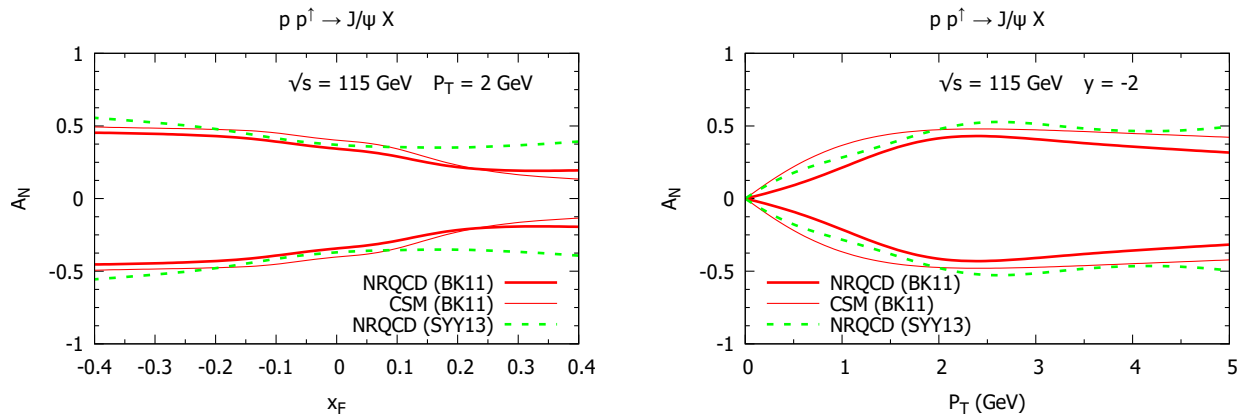 p p↑ → J/ψ X
√s = 115 GeV P_T = 2 GeV
A_N
1
0.5
0
-0.5
-1
NRQCD (BK11)
CSM (BK11)
NRQCD (SYY13)
-0.4 -0.3 -0.2 -0.1 0 0.1 0.2 0.3 0.4
x_F
p p↑ → J/ψ X
√s = 115 GeV y = -2
A_N
1
0.5
0
-0.5
-1
NRQCD (BK11)
CSM (BK11)
NRQCD (SYY13)
0 1 2 3 4 5
P_T (GeV)